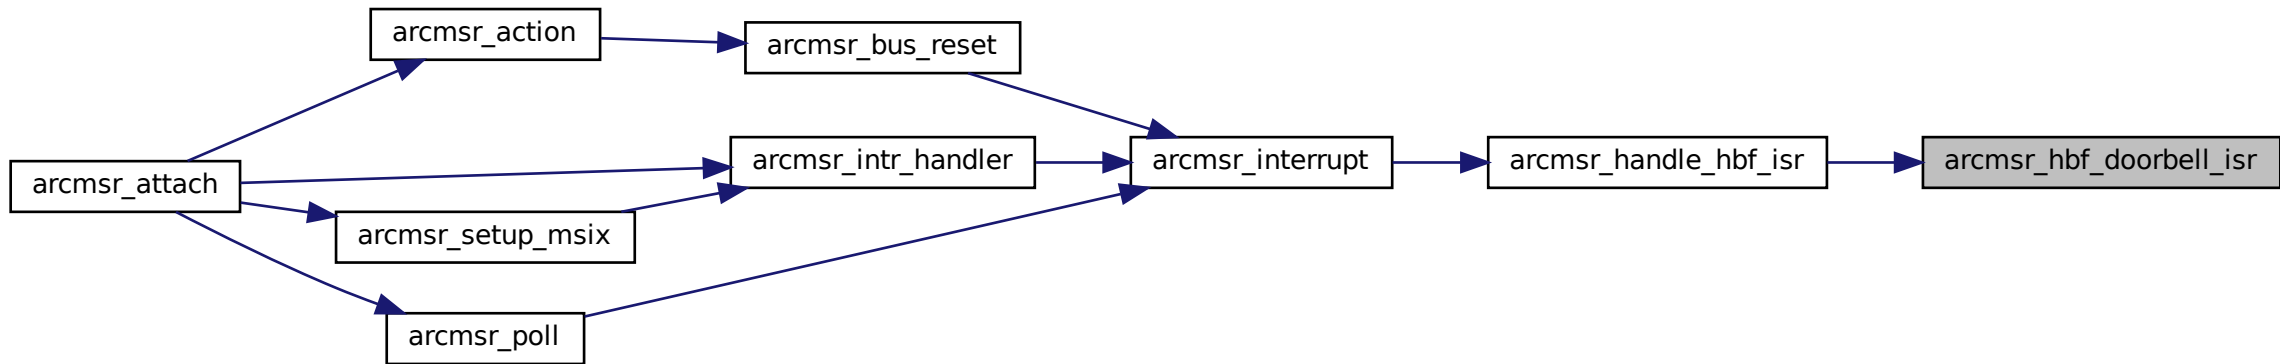 arcmsr_action
arcmsr_bus_reset
arcmsr_attach
arcmsr_intr_handler
arcmsr_interrupt
arcmsr_handle_hbf_isr
arcmsr_hbf_doorbell_isr
arcmsr_setup_msix
arcmsr_poll